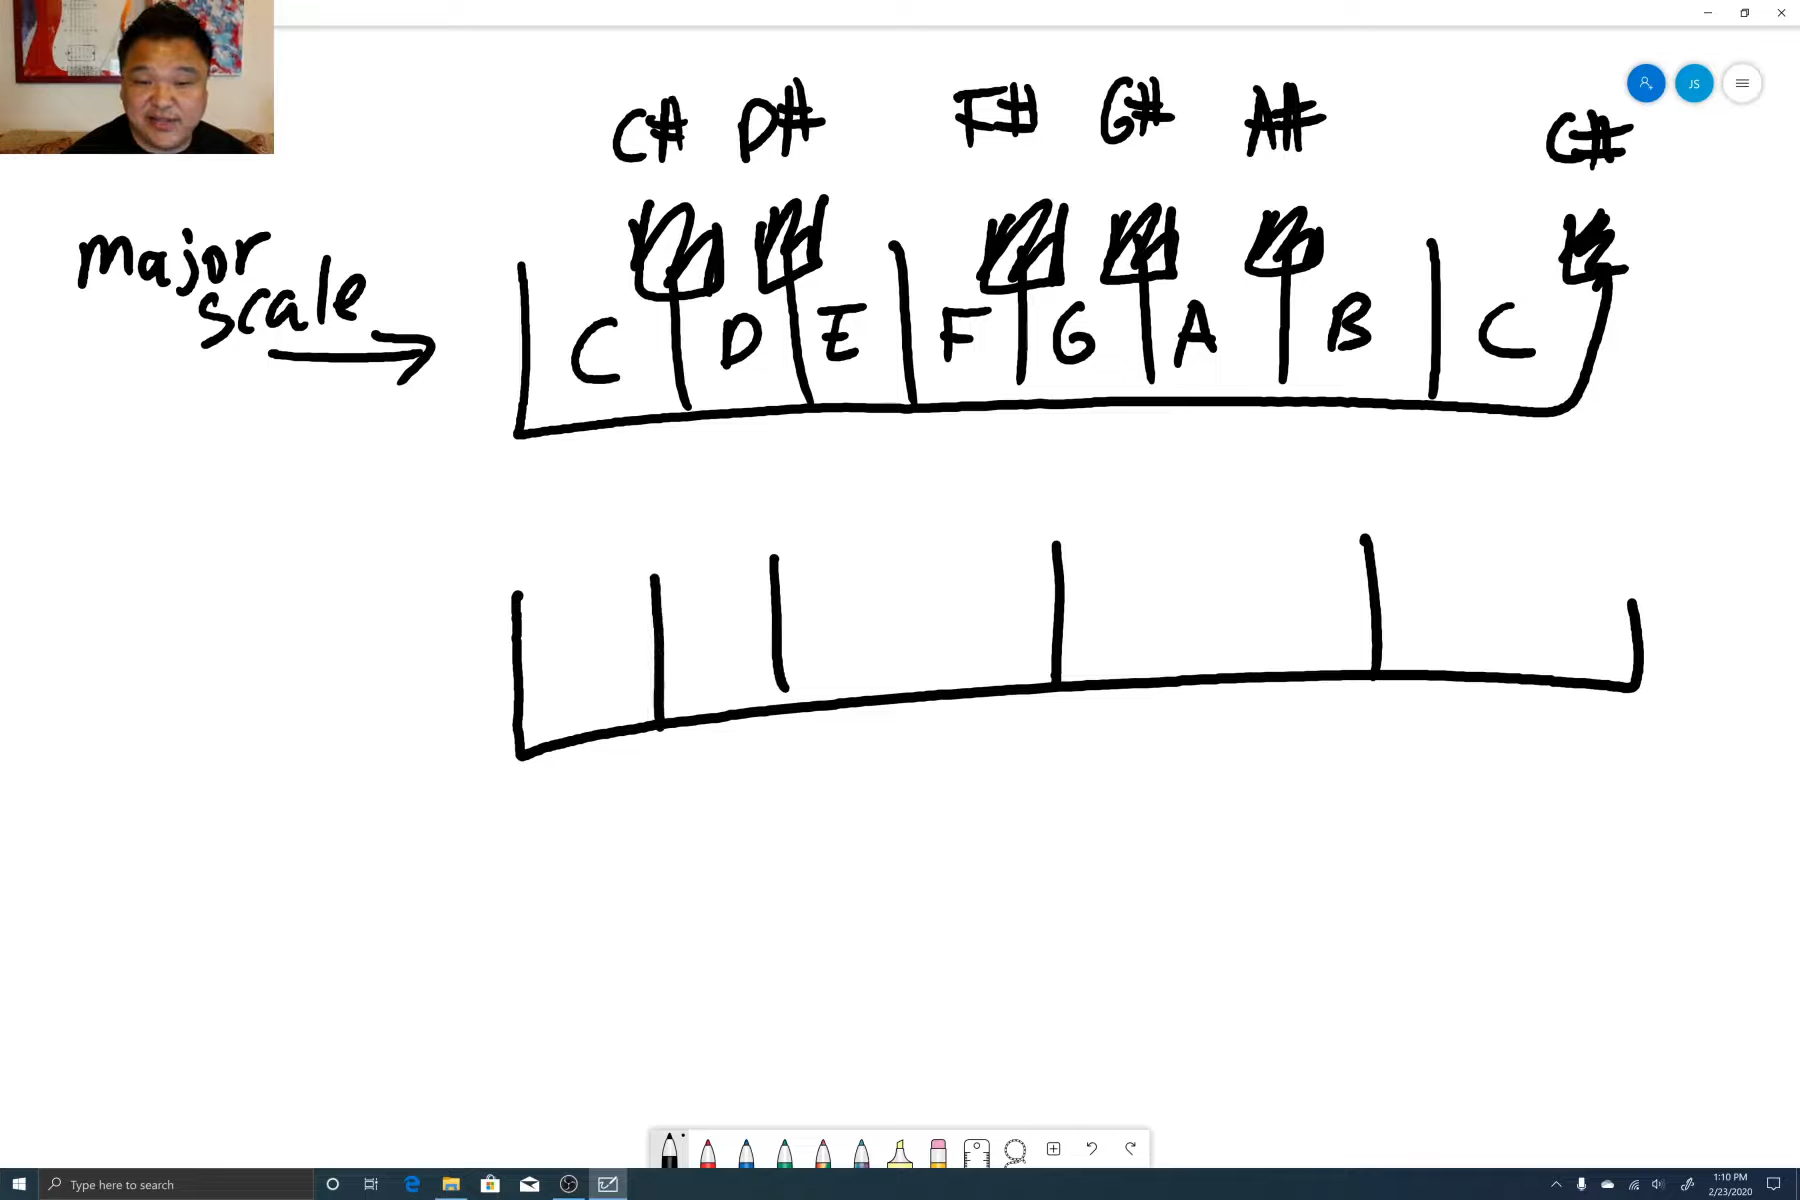 JS
C# D# F# G# A# C#
major
scale
C D E F G A B C
Type here to search
1:10 PM
2/23/2020